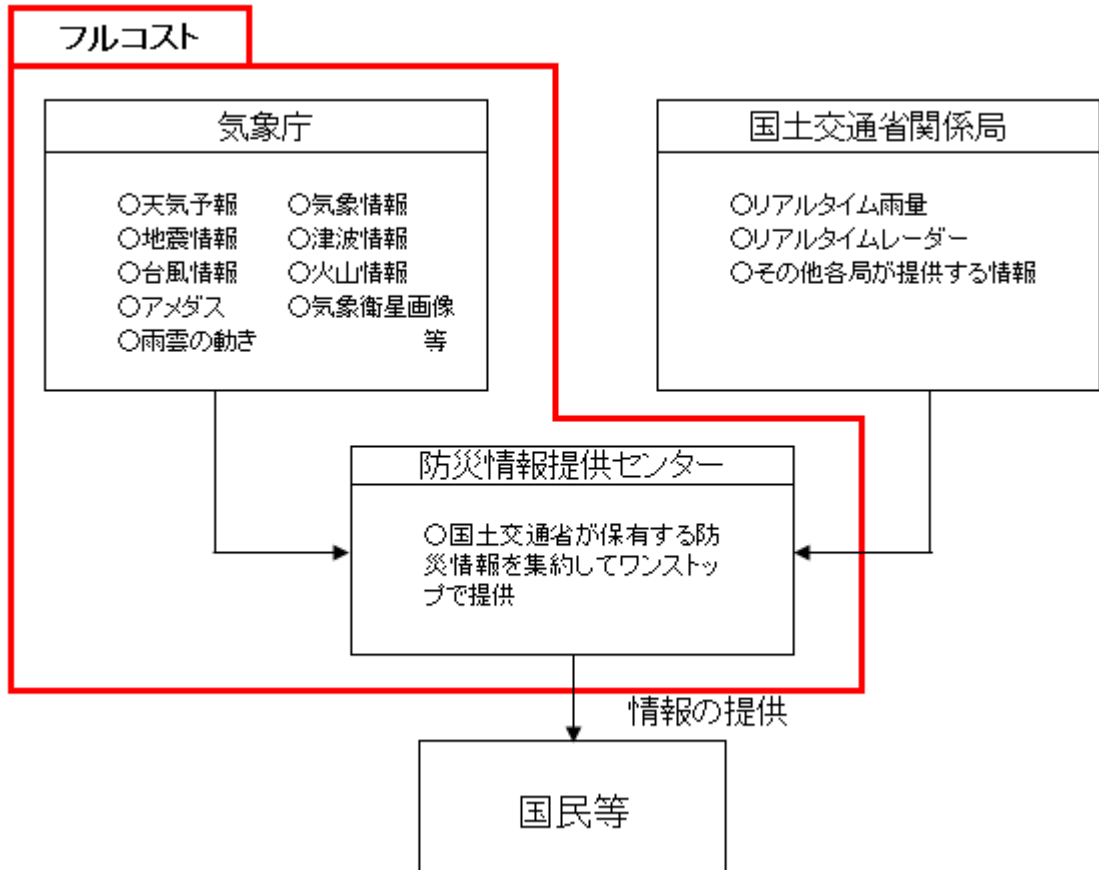 フルコスト
気象庁
○天気予報 ○気象情報
○地震情報 ○津波情報
○台風情報 ○火山情報
○アメダス ○気象衛星画像
○雨雲の動き 等
国土交通省関係局
○リアルタイム雨量
○リアルタイムレーダー
○その他各局が提供する情報
防災情報提供センター
○国土交通省が保有する防
災情報を集約してワンストッ
プで提供
情報の提供
国民等